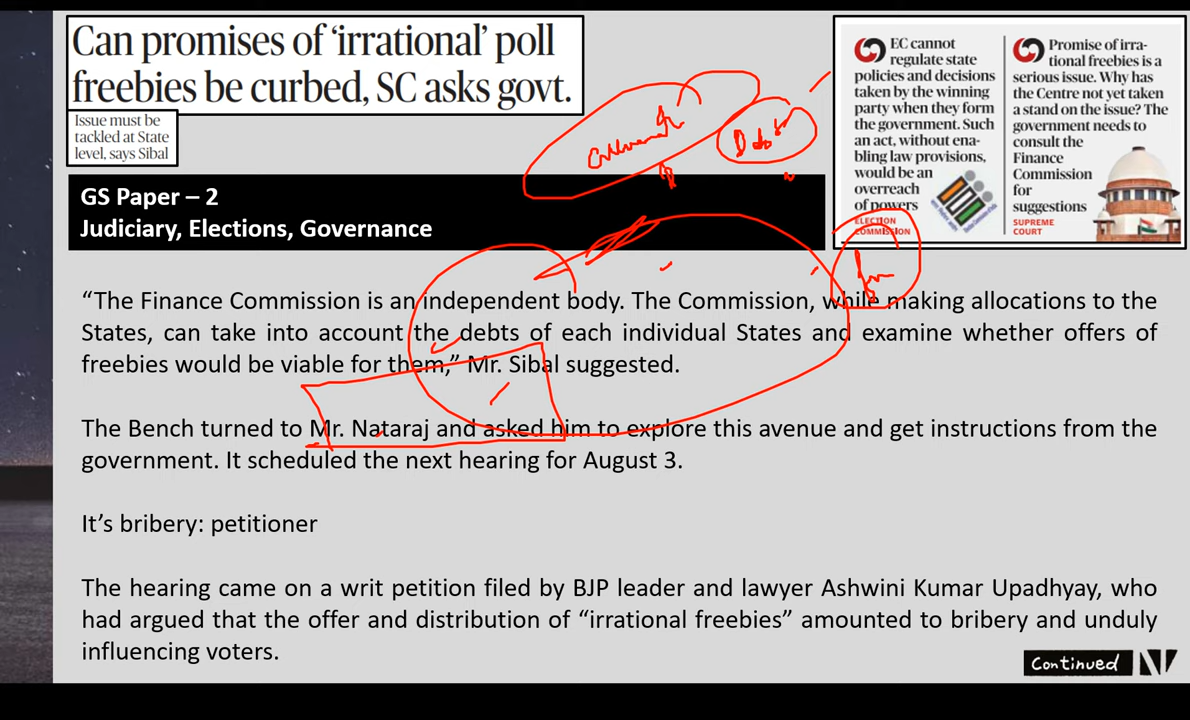 Can promises of ‘irrational’ poll
freebies be curbed, SC asks govt.
Issue must be
tackled at State
level, says Sibal
EC cannot
regulate state
policies and decisions
taken by the winning
party when they form
the government. Such
an act, without ena-
bling law provisions,
would be an
overreach
of powers
ELECTION
COMMISSION
Promise of irra-
tional freebies is a
serious issue. Why has
the Centre not yet taken
a stand on the issue? The
government needs to
consult the
Finance
Commission
for
suggestions
SUPREME
COURT
GS Paper – 2
Judiciary, Elections, Governance
“The Finance Commission is an independent body. The Commission, while making allocations to the
States, can take into account the debts of each individual States and examine whether offers of
freebies would be viable for them,” Mr. Sibal suggested.
The Bench turned to Mr. Nataraj and asked him to explore this avenue and get instructions from the
government. It scheduled the next hearing for August 3.
It’s bribery: petitioner
The hearing came on a writ petition filed by BJP leader and lawyer Ashwini Kumar Upadhyay, who
had argued that the offer and distribution of “irrational freebies” amounted to bribery and unduly
influencing voters.
Continued